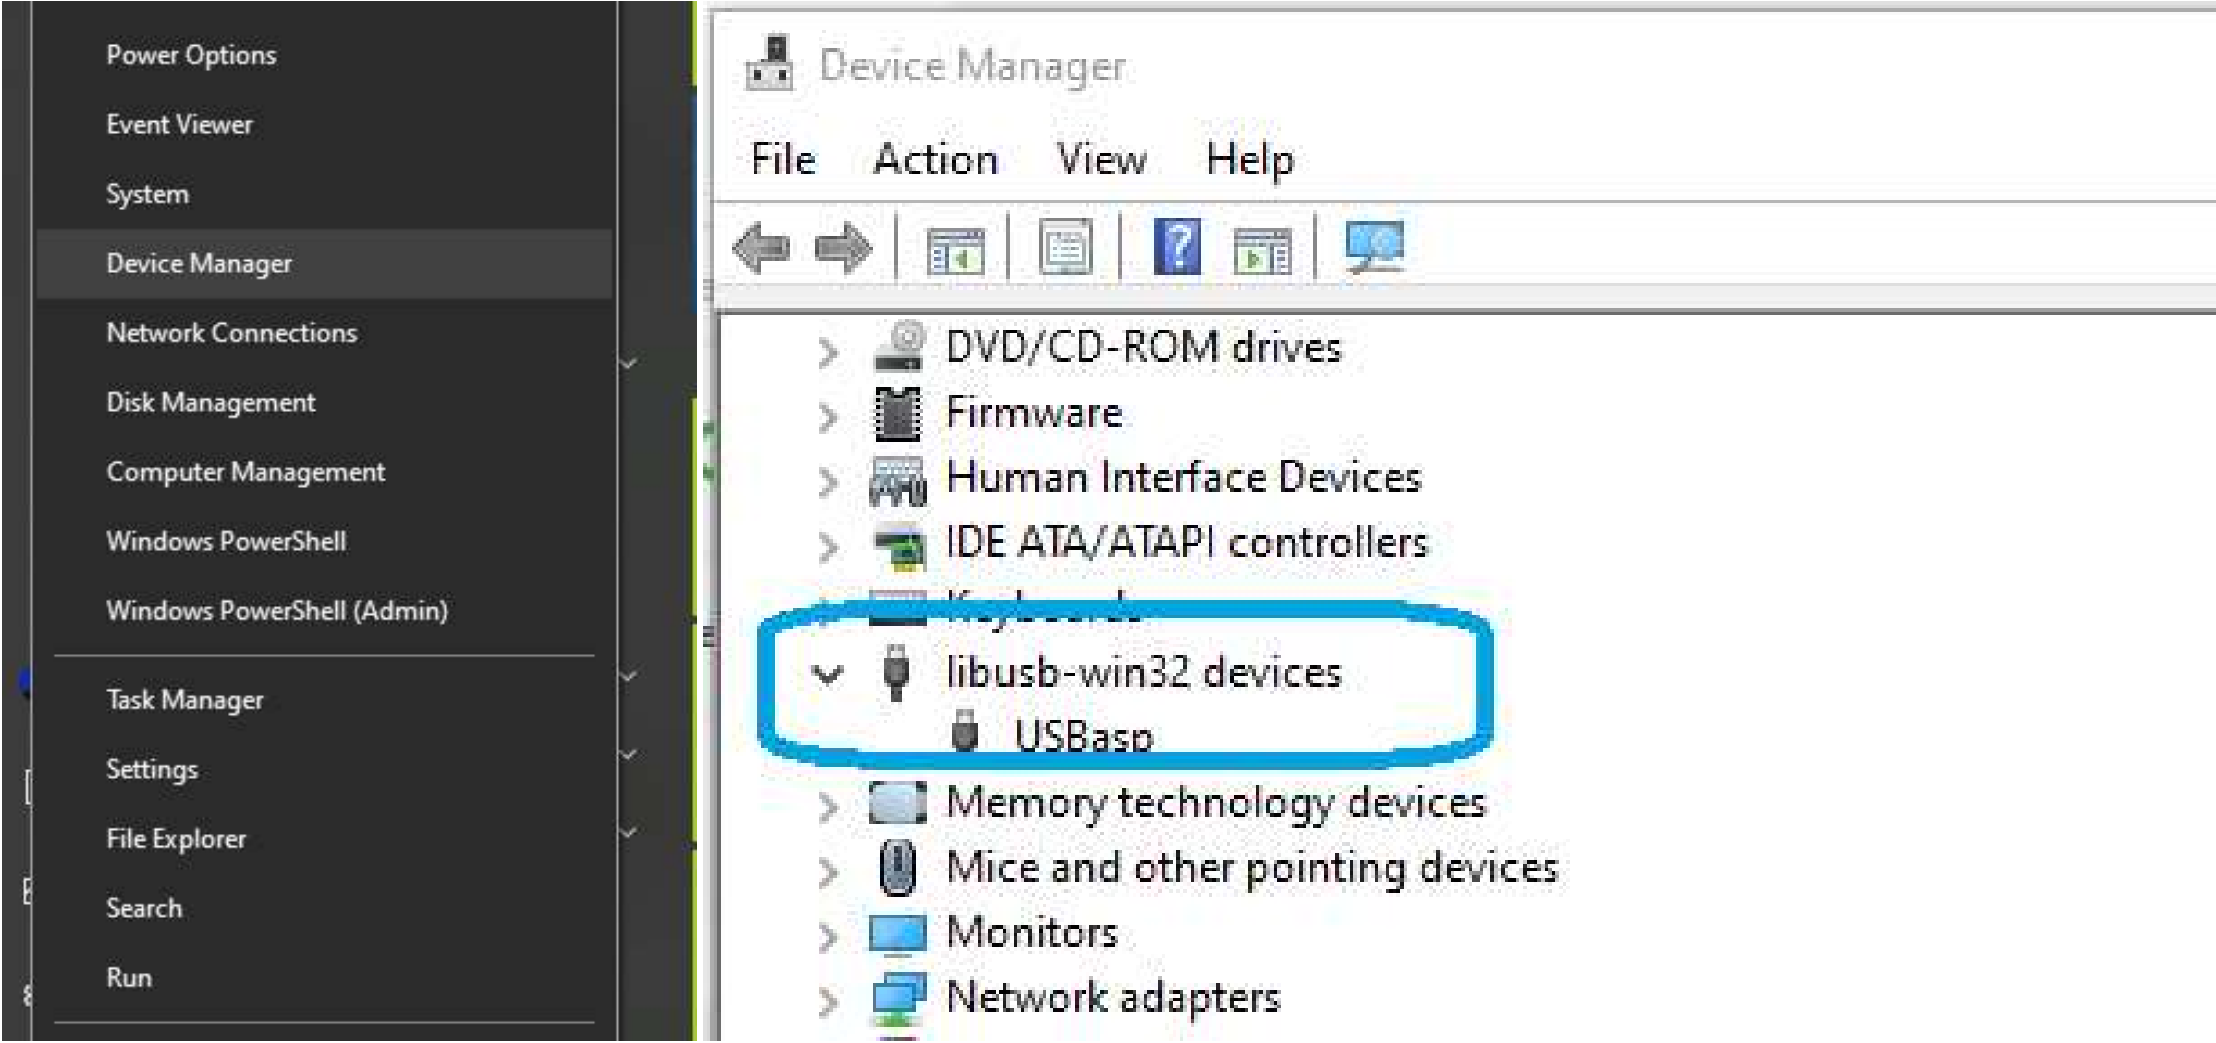 Power Options
Event Viewer
System
Device Manager
Network Connections
Disk Management
Computer Management
Windows PowerShell
Windows PowerShell (Admin)
Task Manager
Settings
File Explorer
Search
Run
Device Manager
File Action View Help
DVD/CD-ROM drives
Firmware
Human Interface Devices
IDE ATA/ATAPI controllers
Keyboards
libusb-win32 devices
USBasp
Memory technology devices
Mice and other pointing devices
Monitors
Network adapters